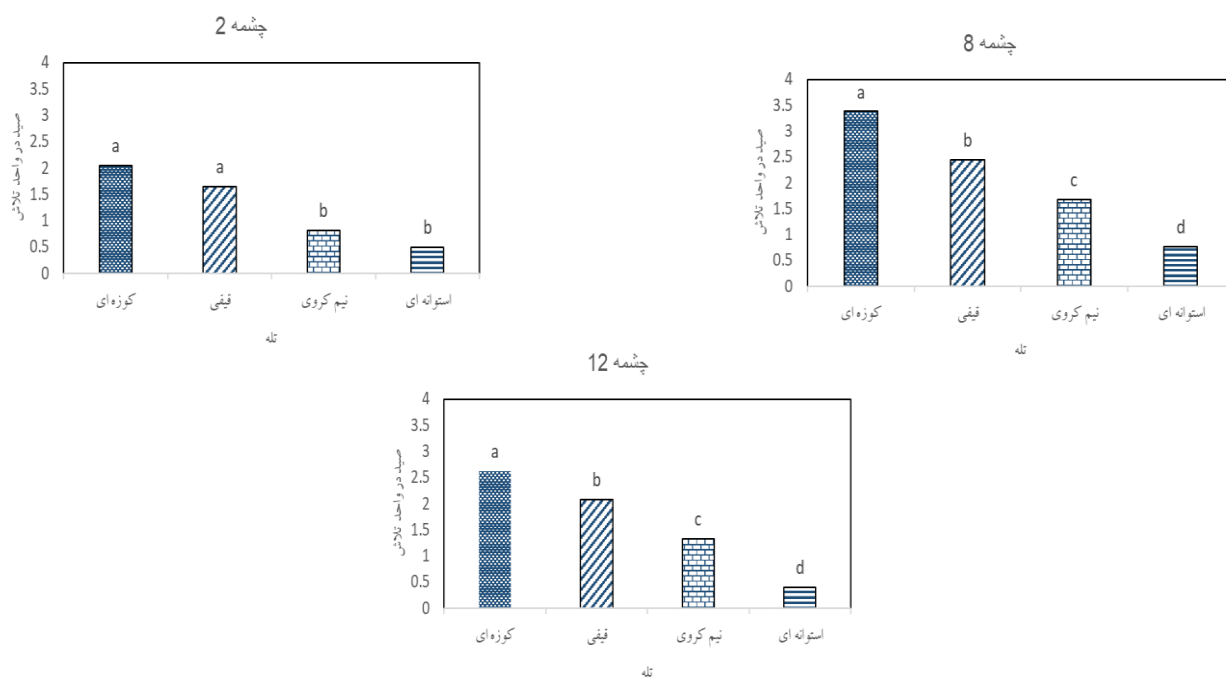 چشمه 2
4
3.5
3
2.5
2
1.5
1
0.5
0
صید در واحد تلاش
a
a
b
b
کوزه ای
قیفی
نیم کروی
استوانه ای
تله
چشمه 8
4
3.5
3
2.5
2
1.5
1
0.5
0
صید در واحد تلاش
a
b
c
d
کوزه ای
قیفی
نیم کروی
استوانه ای
تله
چشمه 12
4
3.5
3
2.5
2
1.5
1
0.5
0
صید در واحد تلاش
a
b
c
d
کوزه ای
قیفی
نیم کروی
استوانه ای
تله